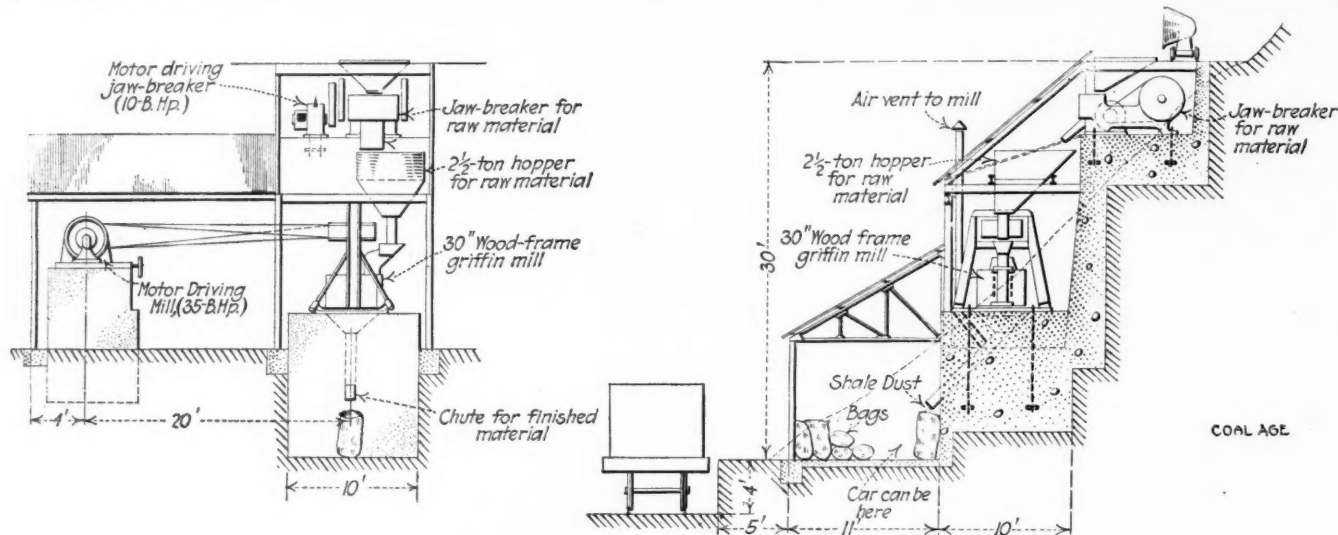 Motor driving
jaw-breaker
(10-B.Hp.)
Jaw-breaker for
raw material
2½-ton hopper
for raw material
30" Wood-frame
griffin mill
Motor Driving
Mill,(35-B.Hp.)
Chute for finished
material
4'
20'
10'
Air vent to mill
Jaw-breaker
for raw
material
2½-ton hopper
for raw
material
30" Wood frame
griffin mill
30'
Shale Dust
Bags
Car can be
here
4'
5'
11'
10'
COAL AGE